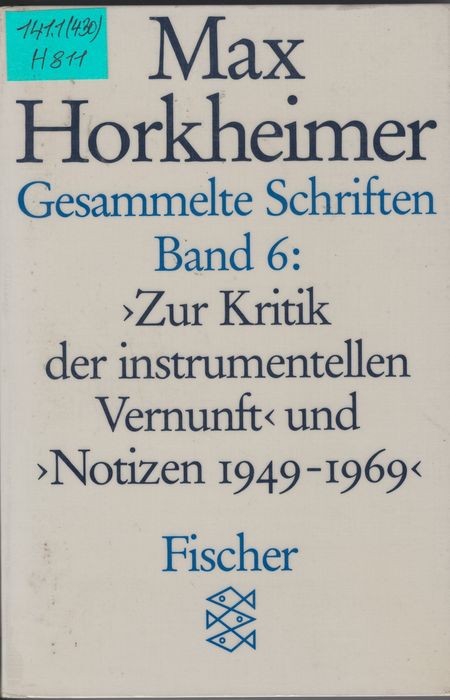 141.1(430)
H 811
Max
Horkheimer
Gesammelte Schriften
Band 6:
›Zur Kritik
der instrumentellen
Vernunft‹ und
›Notizen 1949-1969‹
Fischer